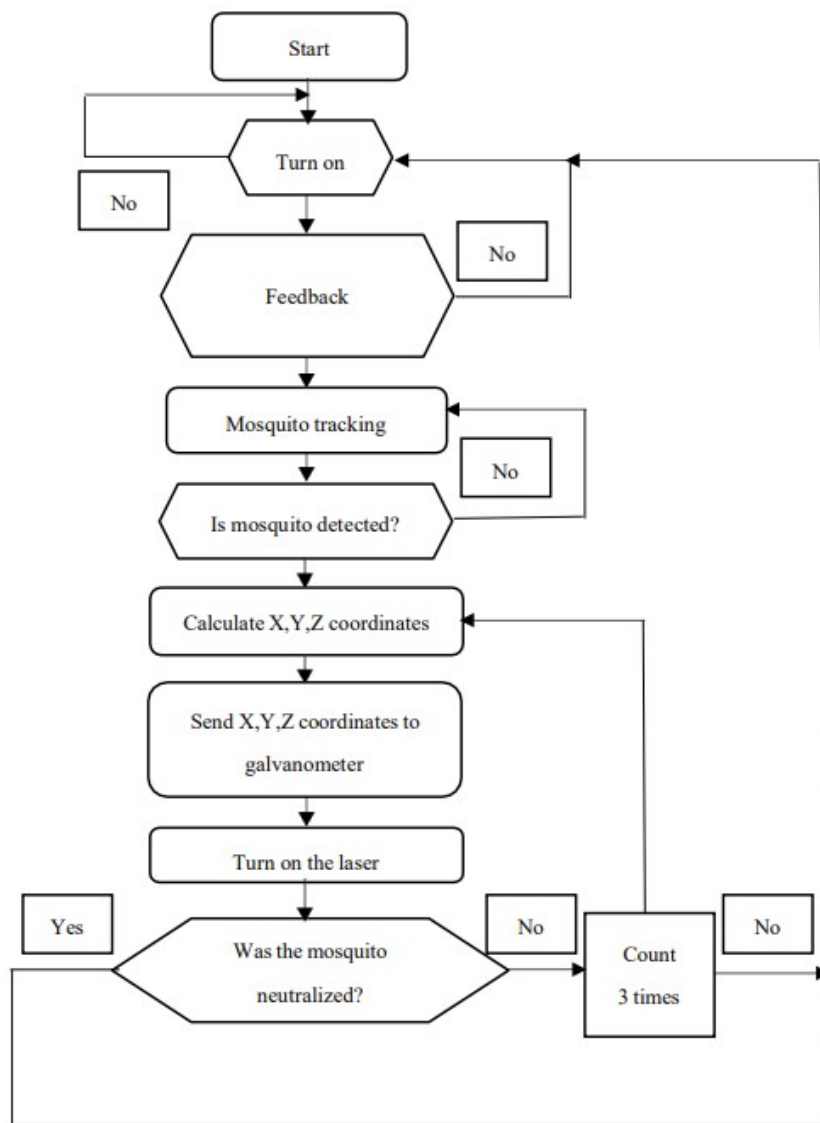 Start
Turn on
No
No
Feedback
Mosquito tracking
No
Is mosquito detected?
Calculate X,Y,Z coordinates
Send X,Y,Z coordinates to
galvanometer
Turn on the laser
Yes
No
No
Was the mosquito
neutralized?
Count
3 times